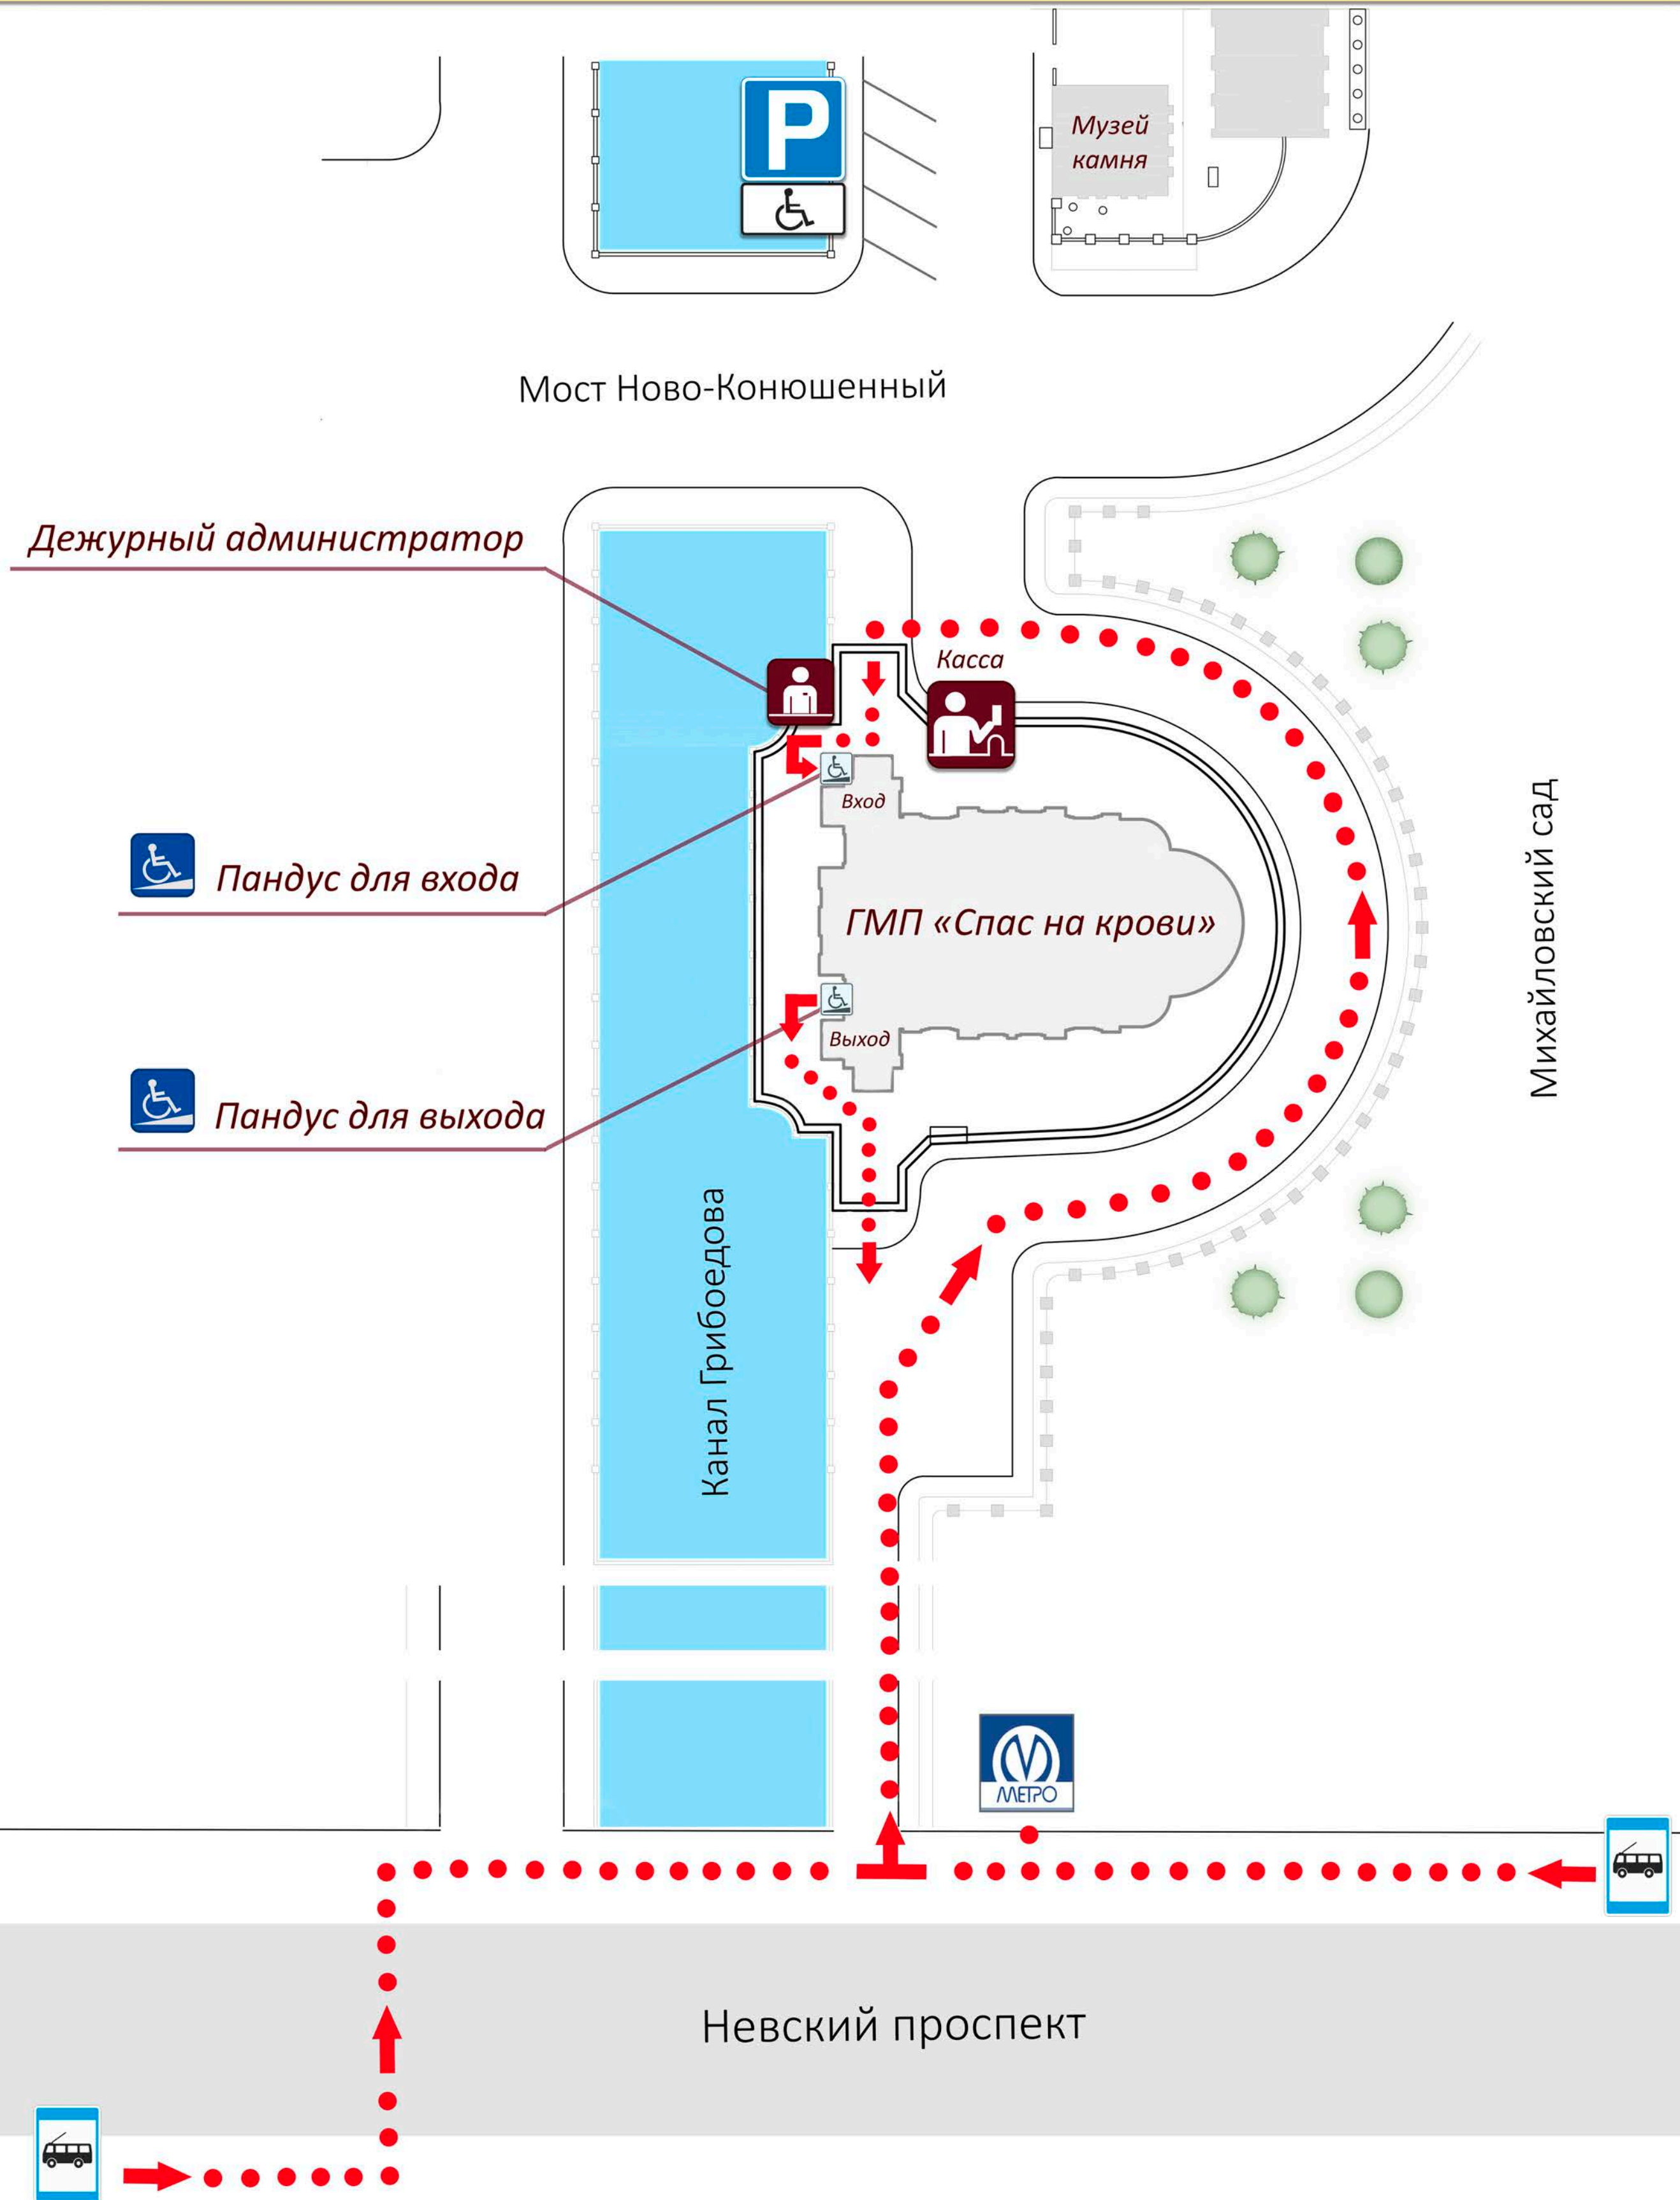 P
Музей
камня
Мост Ново-Конюшенный
Дежурный администратор
Касса
Вход
Пандус для входа
ГМП «Спас на крови»
Михайловский сад
Выход
Пандус для выхода
Канал Грибоедова
МЕТРО
Невский проспект